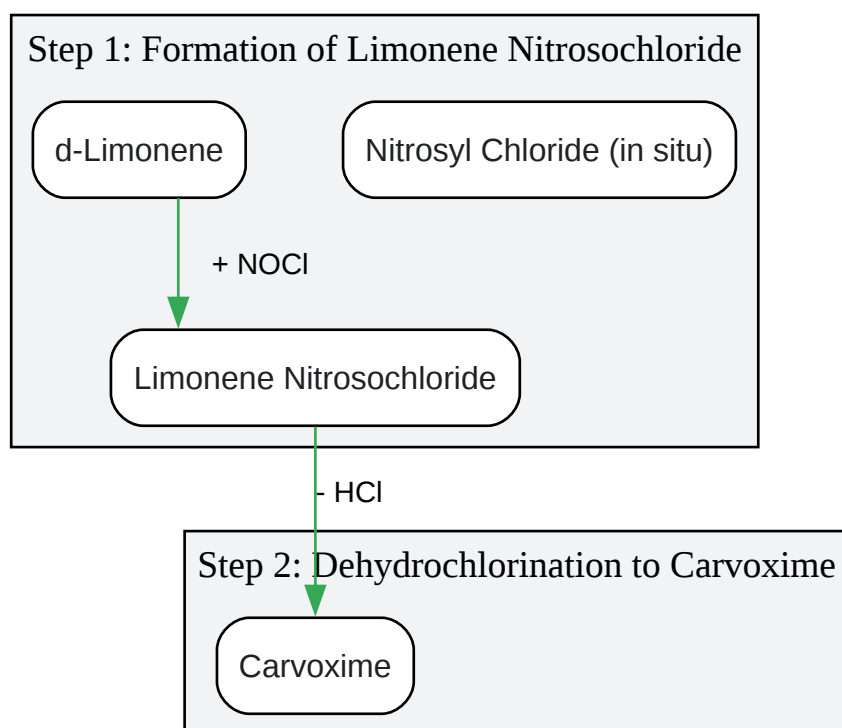 Step 1: Formation of Limonene Nitrosochloride
d-Limonene
Nitrosyl Chloride (in situ)
+ NOCl
Limonene Nitrosochloride
- HCl
Step 2: Dehydrochlorination to Carvoxime
Carvoxime